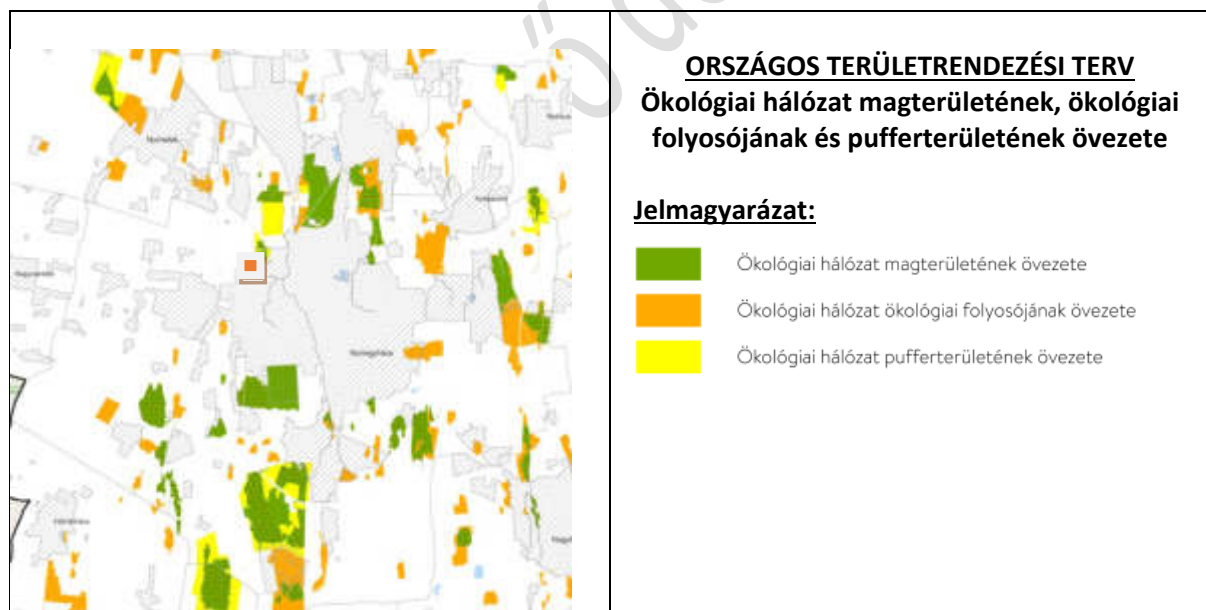 Nyíregyháza
ORSZÁGOS TERÜLETRENDEZÉSI TERV
Ökológiai hálózat magterületének, ökológiai
folyosójának és pufferterületének övezete
Jelmagyarázat:
Ökológiai hálózat magterületének övezete
Ökológiai hálózat ökológiai folyosójának övezete
Ökológiai hálózat pufferterületének övezete